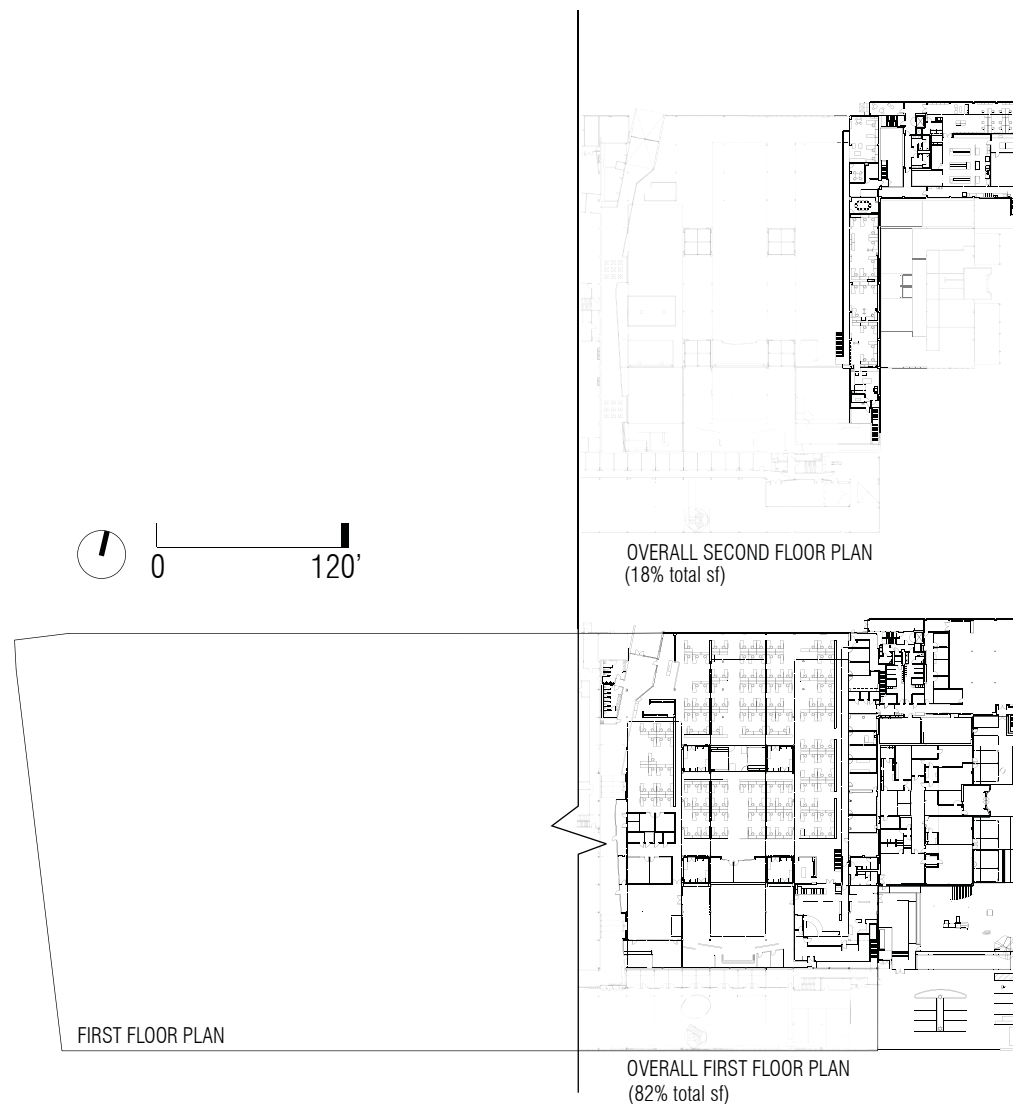 OVERALL SECOND FLOOR PLAN
(18% total sf)
0 120’
FIRST FLOOR PLAN
OVERALL FIRST FLOOR PLAN
(82% total sf)